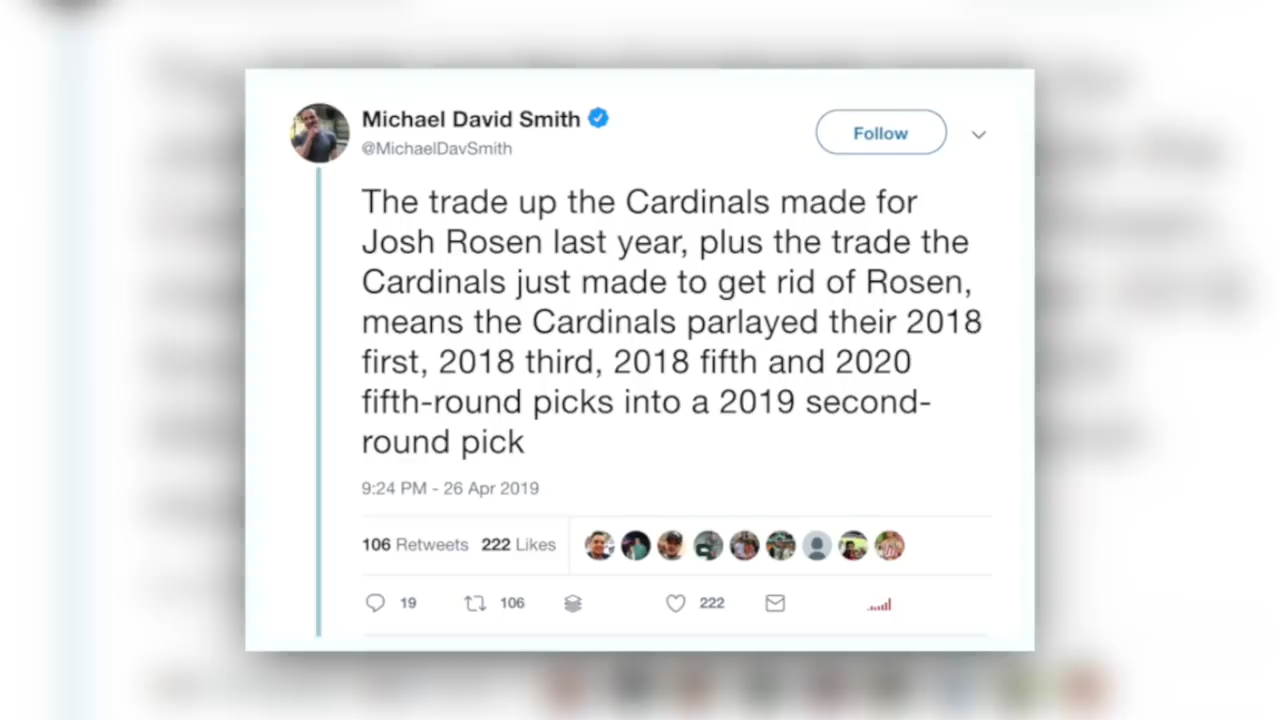 Michael David Smith
@MichaelDavSmith
Follow
The trade up the Cardinals made for
Josh Rosen last year, plus the trade the
Cardinals just made to get rid of Rosen,
means the Cardinals parlayed their 2018
first, 2018 third, 2018 fifth and 2020
fifth-round picks into a 2019 second-
round pick
9:24 PM - 26 Apr 2019
106 Retweets 222 Likes
19 106 222